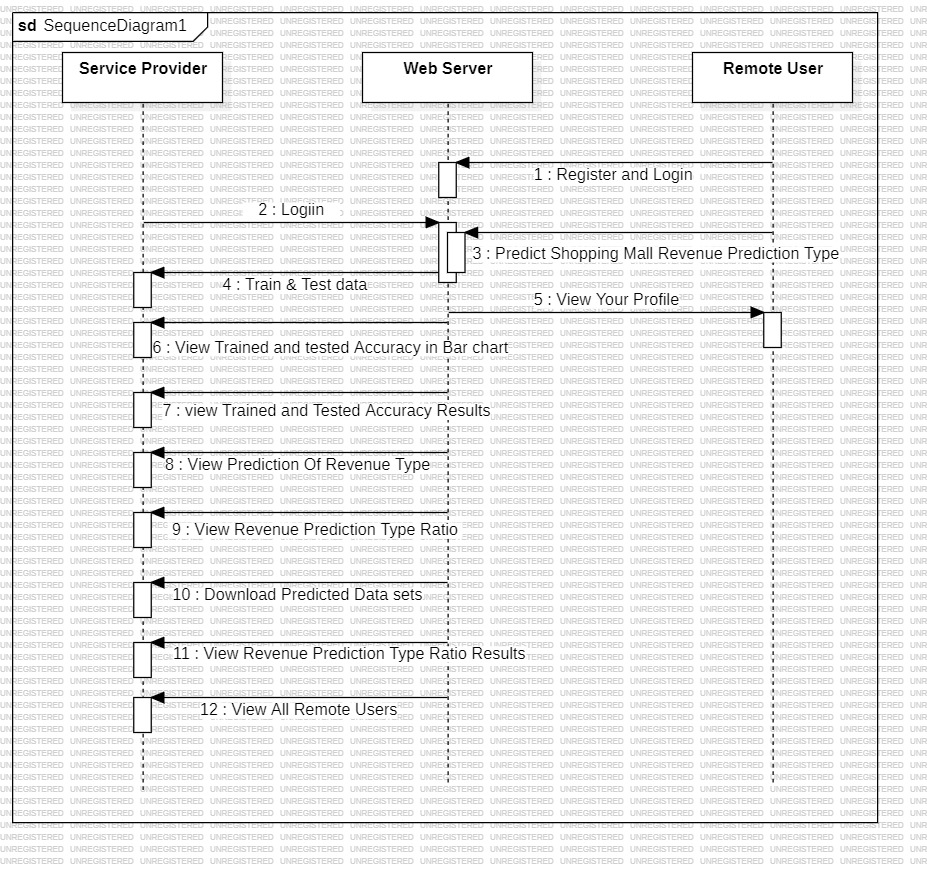 sd SequenceDiagram1
Service Provider
Web Server
Remote User
1 : Register and Login
2 : Logiin
3 : Predict Shopping Mall Revenue Prediction Type
4 : Train & Test data
5 : View Your Profile
6 : View Trained and tested Accuracy in Bar chart
7 : view Trained and Tested Accuracy Results
8 : View Prediction Of Revenue Type
9 : View Revenue Prediction Type Ratio
10 : Download Predicted Data sets
11 : View Revenue Prediction Type Ratio Results
12 : View All Remote Users
UNREGISTERED